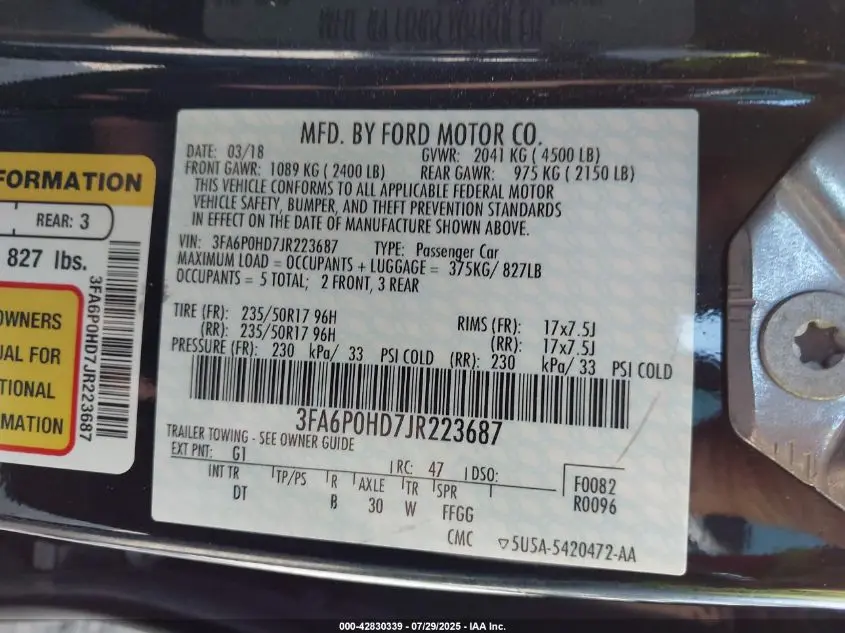 FORMATION
REAR: 3
827 lbs.
OWNERS
UAL FOR
TIONAL
MATION
3FA6P0HD7JR223687
MFD. BY FORD MOTOR CO.
DATE: 03/18 GVWR: 2041 KG ( 4500 LB)
FRONT GAWR: 1089 KG ( 2400 LB) REAR GAWR: 975 KG ( 2150 LB)
THIS VEHICLE CONFORMS TO ALL APPLICABLE FEDERAL MOTOR
VEHICLE SAFETY, BUMPER, AND THEFT PREVENTION STANDARDS
IN EFFECT ON THE DATE OF MANUFACTURE SHOWN ABOVE.
VIN: 3FA6P0HD7JR223687 TYPE: Passenger Car
MAXIMUM LOAD = OCCUPANTS + LUGGAGE = 375KG/ 827LB
OCCUPANTS = 5 TOTAL; 2 FRONT, 3 REAR
TIRE (FR): 235/50R17 96H RIMS (FR): 17x7.5J
(RR): 235/50R17 96H (RR): 17x7.5J
PRESSURE (FR): 230 kPa/ 33 PSI COLD (RR): 230 kPa/ 33 PSI COLD
3FA6P0HD7JR223687
TRAILER TOWING - SEE OWNER GUIDE
EXT PNT: G1 RC: 47 DSO: F0082
INT TR TP/PS R AXLE TR SPR R0096
DT B 30 W FFGG
CMC ▽5U5A-5420472-AA
000-42830339 / 07/29/2025 - IAA Inc.